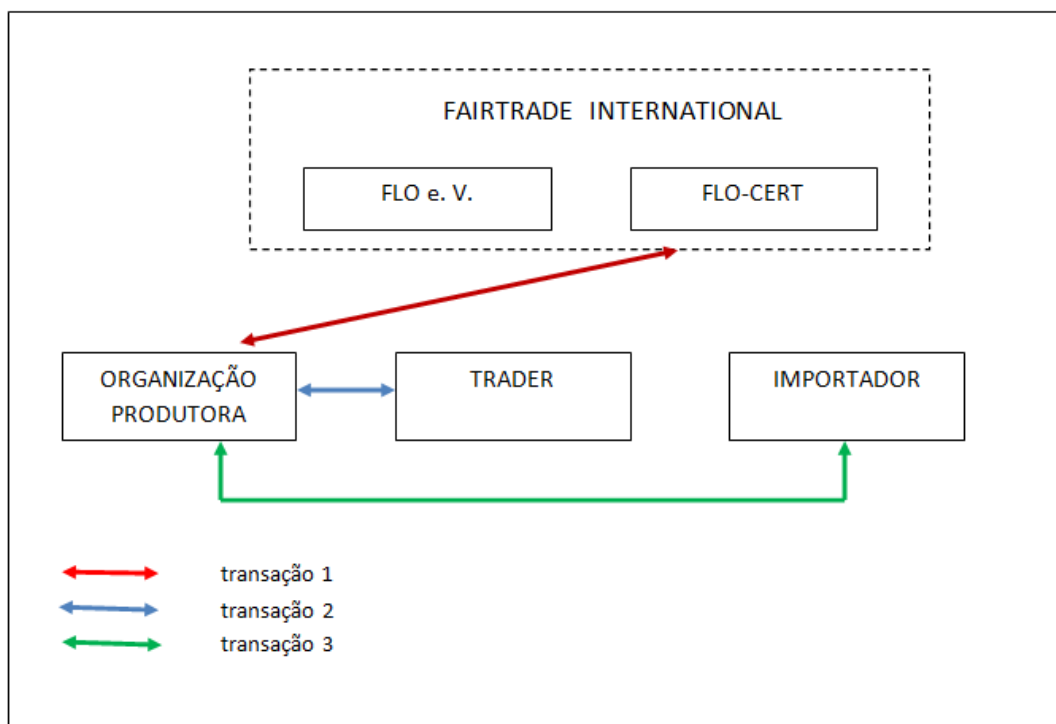 FAIRTRADE INTERNATIONAL
FLO e. V.
FLO-CERT
ORGANIZAÇÃO
PRODUTORA
TRADER
IMPORTADOR
transação 1
transação 2
transação 3